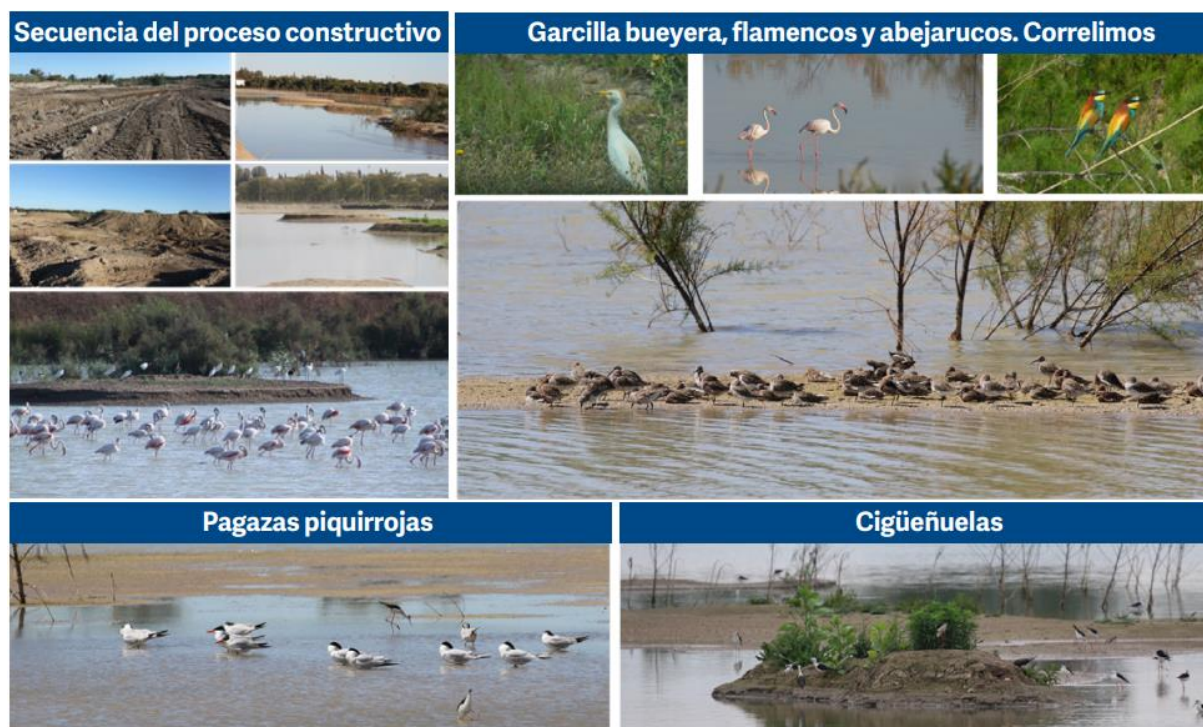 Secuencia del proceso constructivo
Garcilla bueyera, flamencos y abejarucos. Correlimos
Pagazas piquirrojas
Cigüeñuelas